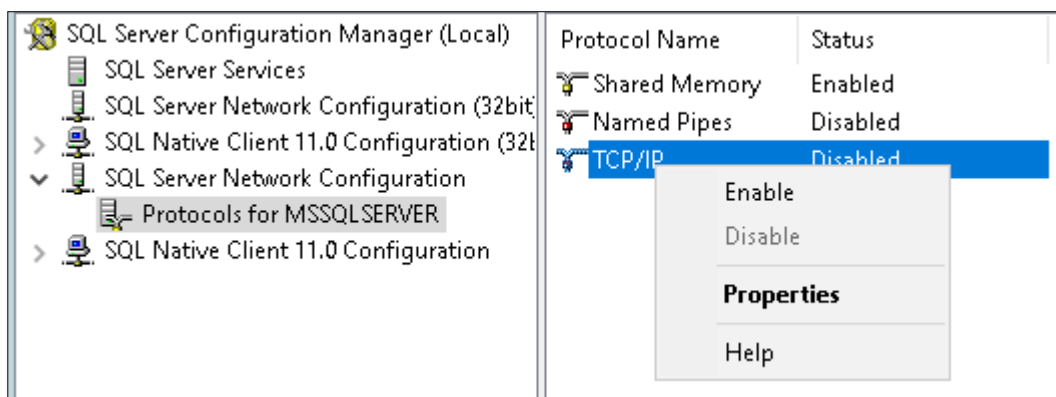 SQL Server Configuration Manager (Local)
SQL Server Services
SQL Server Network Configuration (32bit
SQL Native Client 11.0 Configuration (32b
SQL Server Network Configuration
Protocols for MSSQLSERVER
SQL Native Client 11.0 Configuration
Protocol Name Status
Shared Memory Enabled
Named Pipes Disabled
TCP/IP Disabled
Enable
Disable
Properties
Help